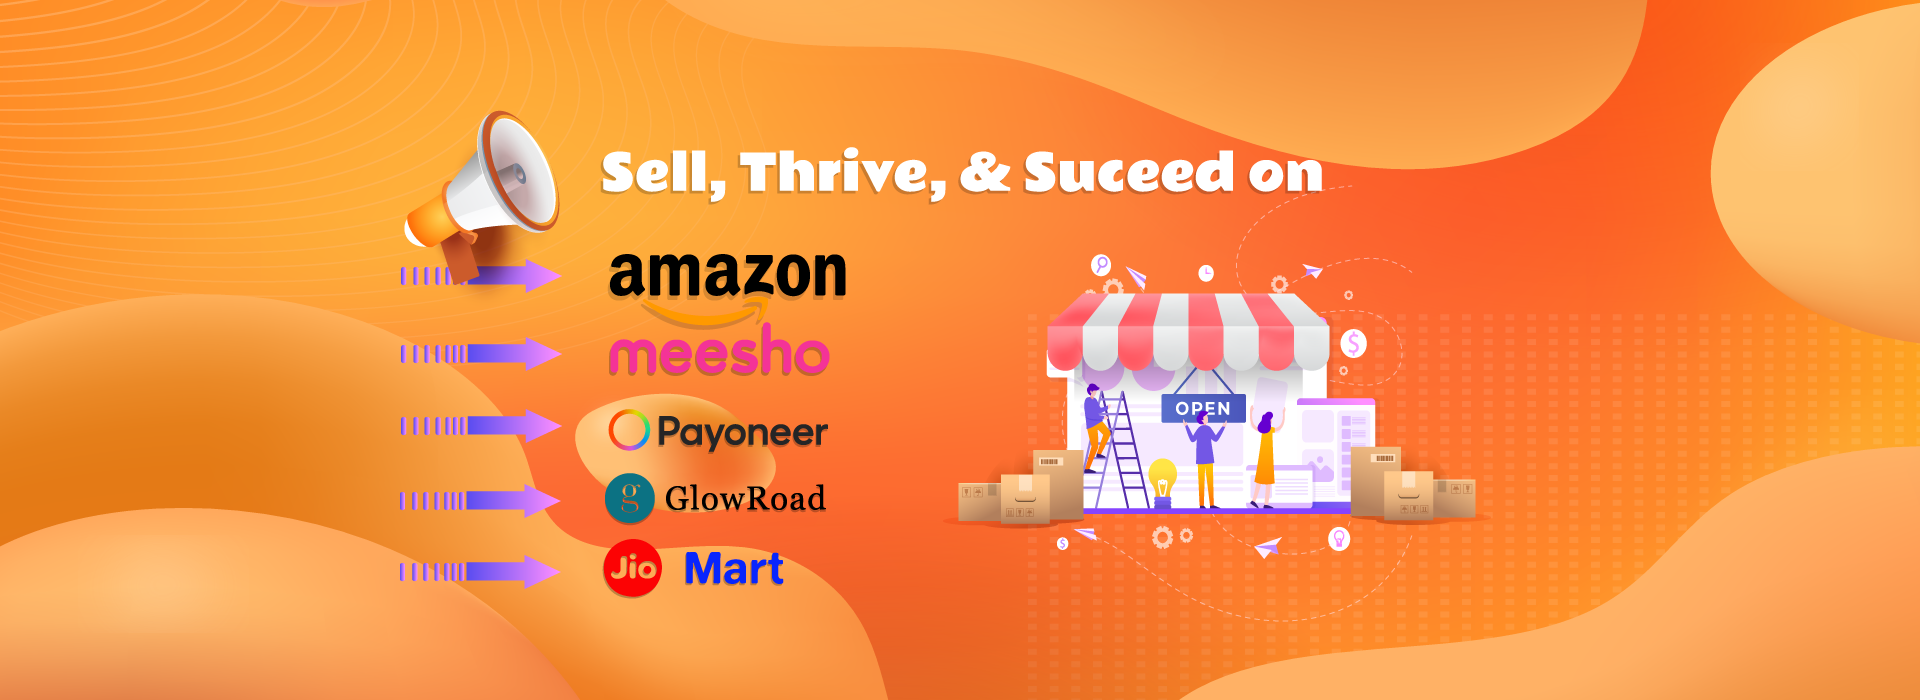 Sell, Thrive, & Suceed on
amazon
meesho
Payoneer
g GlowRoad
Jio Mart
OPEN